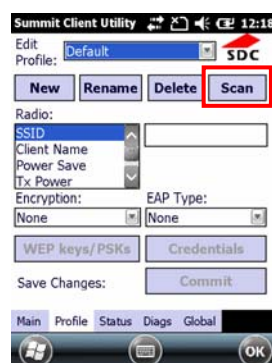 Summit Client Utility 12:18
Edit Profile: Default SDC
New Rename Delete Scan
Radio:
SSID
Client Name
Power Save
Tx Power
Encryption: EAP Type:
None None
WEP keys/PSKs Credentials
Save Changes: Commit
Main Profile Status Diags Global
OK